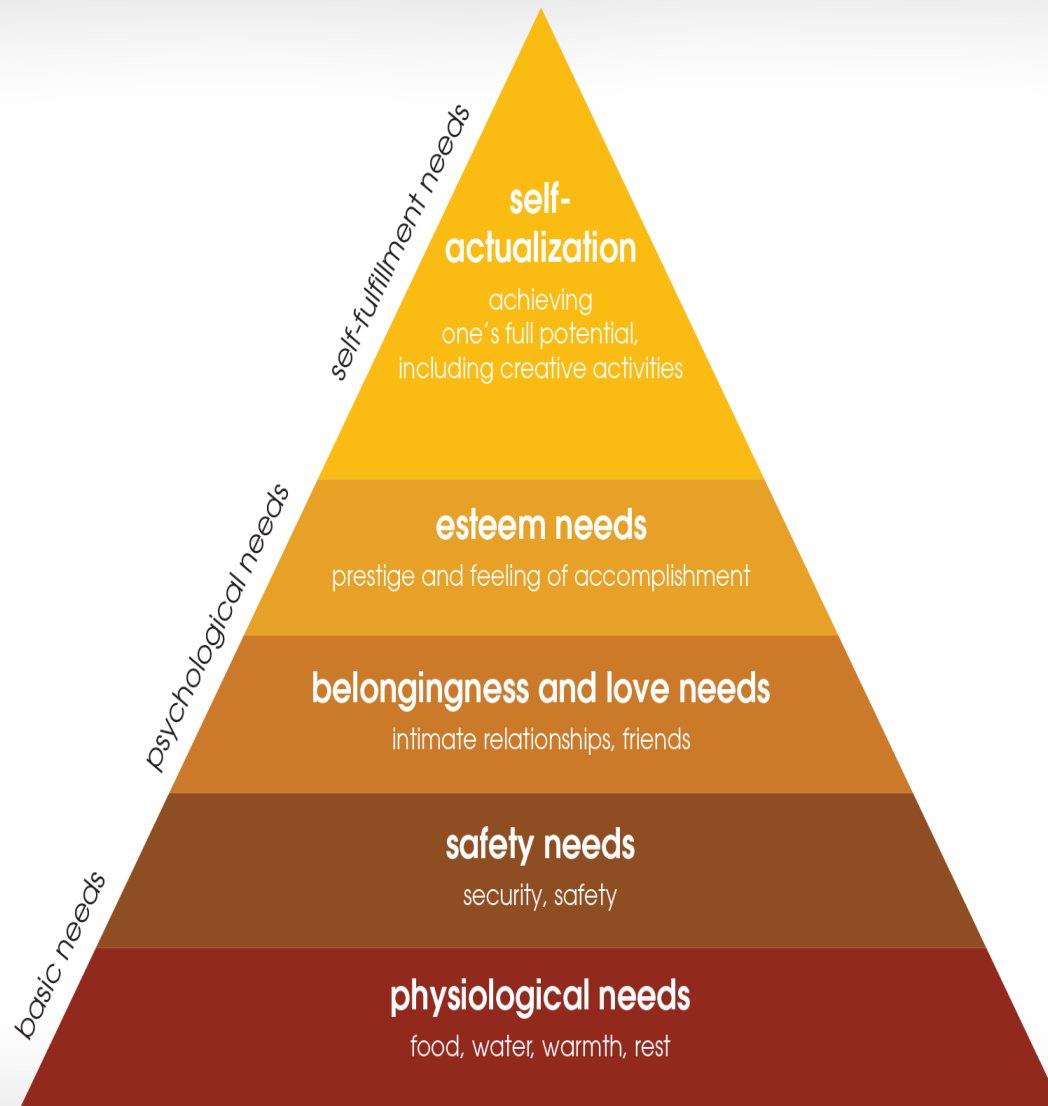 self-fulfillment needs
self-
actualization
achieving
one's full potential,
including creative activities
psychological needs
esteem needs
prestige and feeling of accomplishment
belongingness and love needs
intimate relationships, friends
basic needs
safety needs
security, safety
physiological needs
food, water, warmth, rest